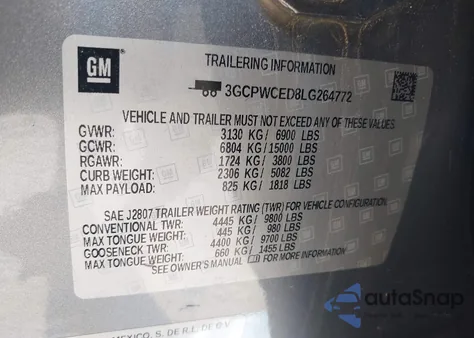 GM
TRAILERING INFORMATION
3GCPWCED8LG264772
VEHICLE AND TRAILER MUST NOT EXCEED ANY OF THESE
GVWR: 3130 KG/ 6900 LBS
GCWR: 6804 KG/ 15000 LBS
RGAWR: 1724 KG/ 3800 LBS
CURB WEIGHT: 2306 KG/ 5082 LBS
MAX PAYLOAD: 825 KG/ 1818 LBS
SAE J2807 TRAILER WEIGHT RATING (TWR) FOR VEHICLE CONFIGURATION.
CONVENTIONAL TWR: 4445 KG/ 9800 LBS
MAX TONGUE WEIGHT: 445 KG/ 980 LBS
GOOSENECK TWR: 4400 KG/ 9700 LBS
MAX TONGUE WEIGHT: 660 KG/ 1455 LBS
SEE OWNER'S MANUAL FOR MORE INFORMATION
MEXICO, S. DE R.L. DE C.V.
autoSnap